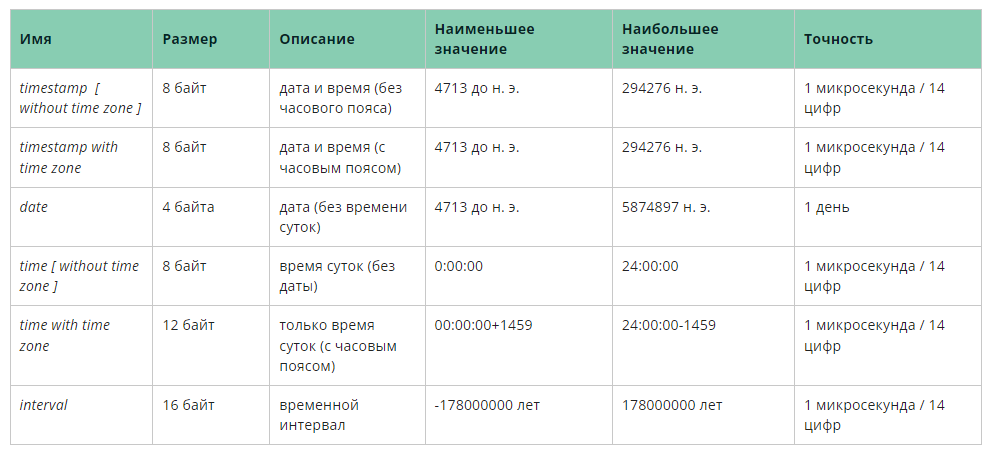 Имя
Размер
Описание
Наименьшее
значение
Наибольшее
значение
Точность
timestamp [
without time zone ]
8 байт
дата и время (без
часового пояса)
4713 до н. э.
294276 н. э.
1 микросекунда / 14
цифр
timestamp with
time zone
8 байт
дата и время (с
часовым поясом)
4713 до н. э.
294276 н. э.
1 микросекунда / 14
цифр
date
4 байта
дата (без времени
суток)
4713 до н. э.
5874897 н. э.
1 день
time [ without time
zone ]
8 байт
время суток (без
даты)
0:00:00
24:00:00
1 микросекунда / 14
цифр
time with time
zone
12 байт
только время
суток (с часовым
поясом)
00:00:00+1459
24:00:00-1459
1 микросекунда / 14
цифр
interval
16 байт
временной
интервал
-178000000 лет
178000000 лет
1 микросекунда / 14
цифр